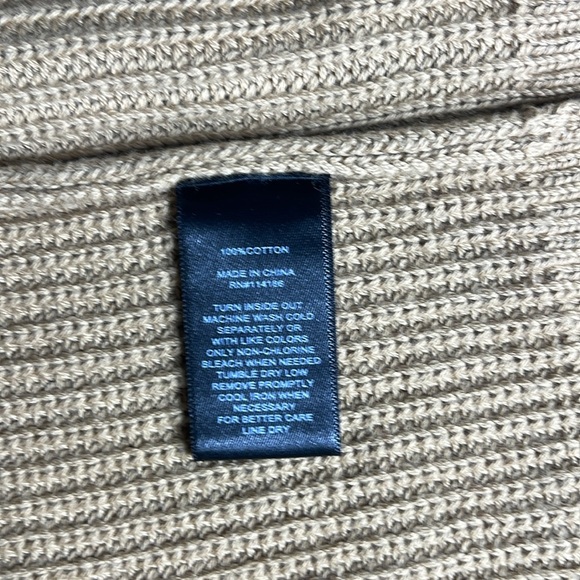 100%COTTON
MADE IN CHINA
RN#114186
TURN INSIDE OUT
MACHINE WASH COLD
SEPARATELY OR
WITH LIKE COLORS
ONLY NON-CHLORINE
BLEACH WHEN NEEDED
TUMBLE DRY LOW
REMOVE PROMPTLY
COOL IRON WHEN
NECESSARY
FOR BETTER CARE
LINE DRY